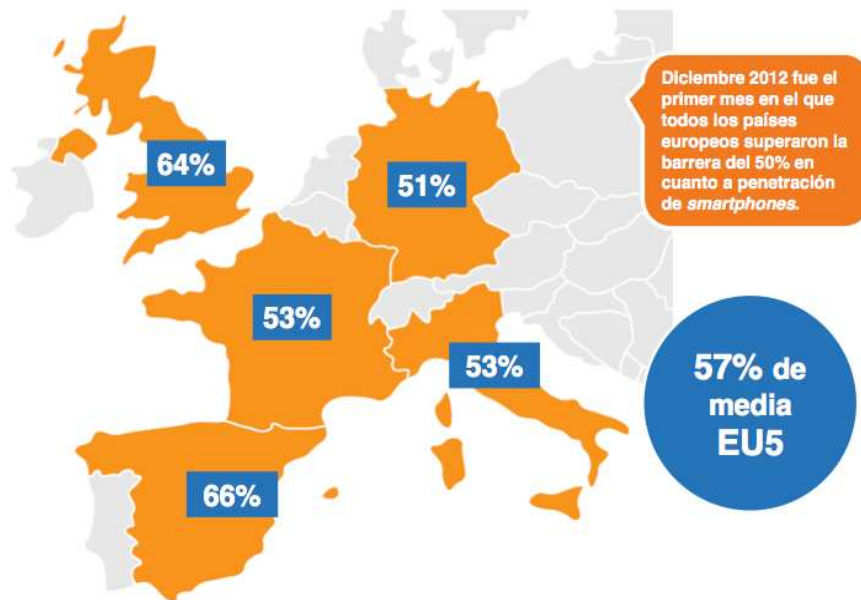 Diciembre 2012 fue el
primer mes en el que
todos los países
europeos superaron la
barrera del 50% en
cuanto a penetración
de smartphones.
64%
51%
53%
53%
66%
57% de
media
EU5